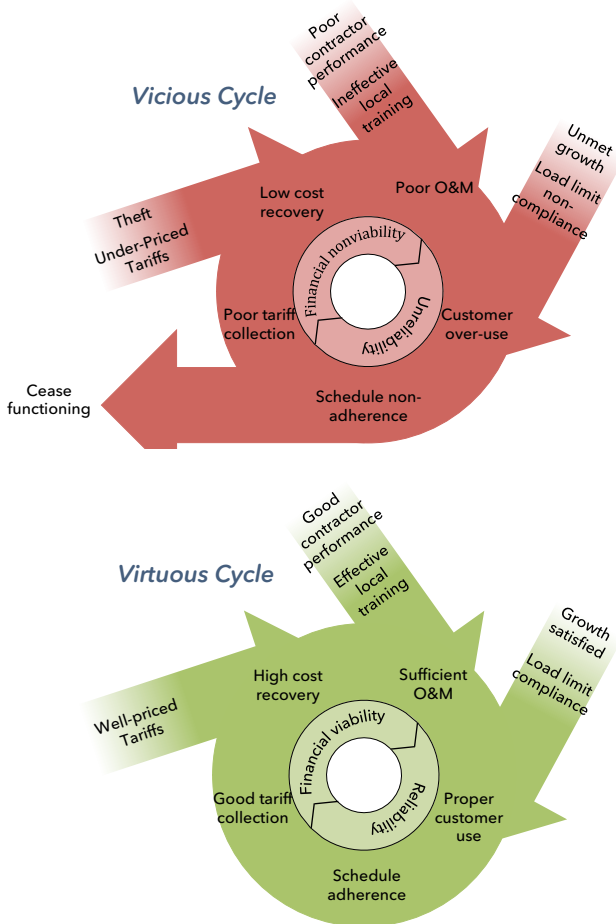 Poor
contractor
performance
Ineffective
local
training
Vicious Cycle
Unmet
growth
Load limit
non-
compliance
Theft
Under-Priced
Tariffs
Low cost
recovery
Poor O&M
Financial nonviability
Unreliability
Poor tariff
collection
Customer
over-use
Cease
functioning
Schedule non-
adherence
Good
contractor
performance
Effective
local
training
Virtuous Cycle
Growth
satisfied
Load limit
compliance
Well-priced
Tariffs
High cost
recovery
Sufficient
O&M
Financial viability
Reliability
Good tariff
collection
Proper
customer
use
Schedule
adherence